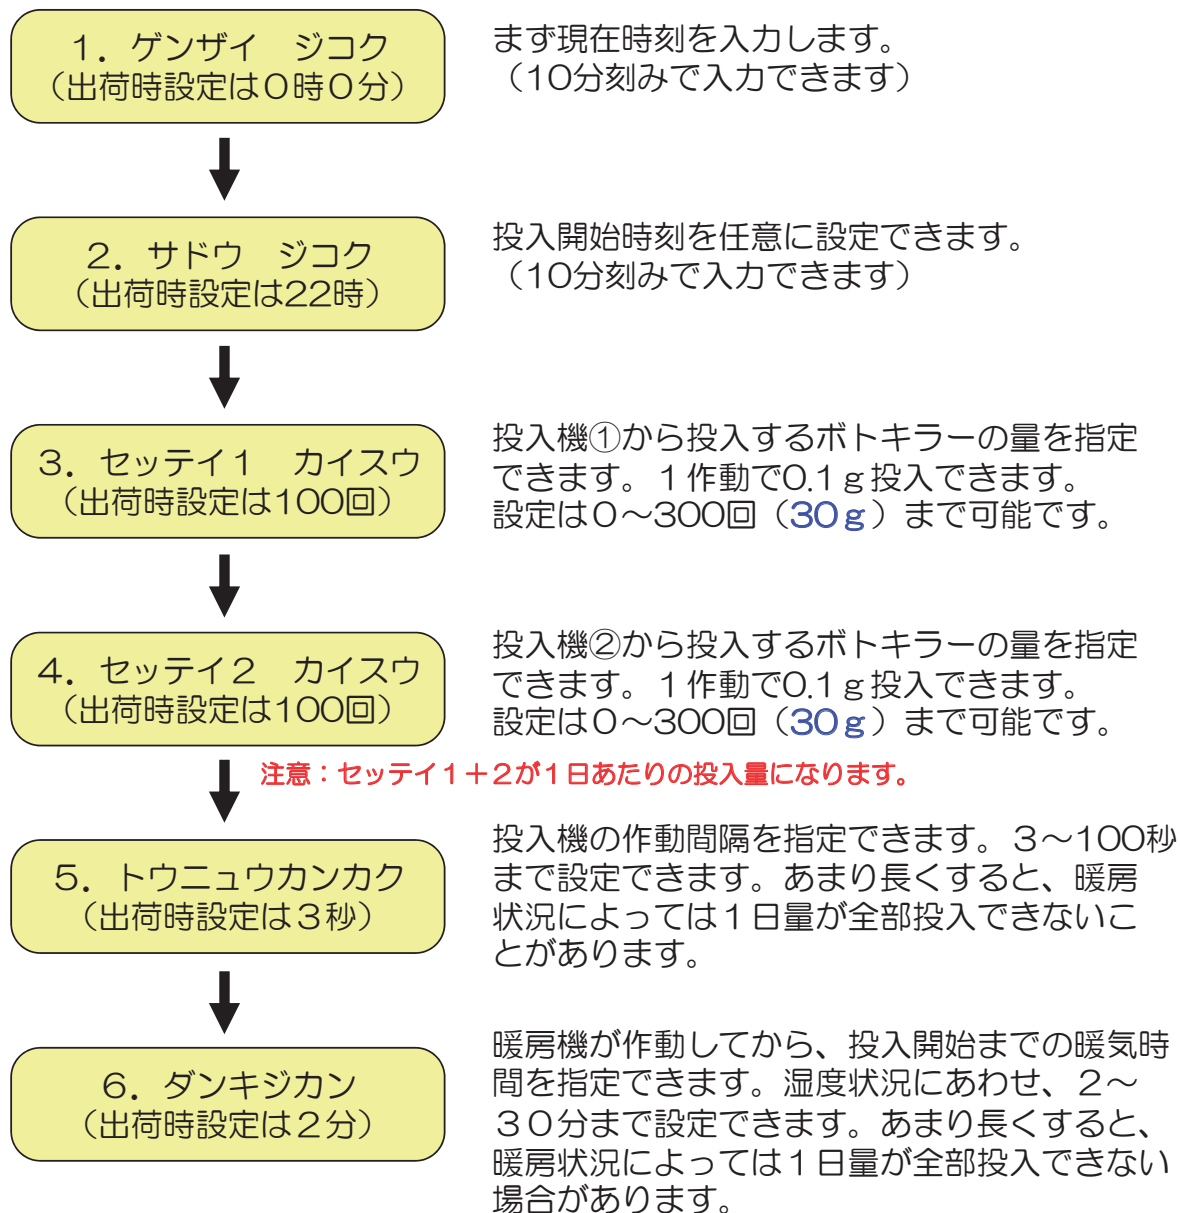 1．ゲンザイ　ジコク
（出荷時設定は０時０分）
まず現在時刻を入力します。
（10分刻みで入力できます）
2．サドウ　ジコク
（出荷時設定は22時）
投入開始時刻を任意に設定できます。
（10分刻みで入力できます）
3．セッテイ１　カイスウ
（出荷時設定は100回）
投入機①から投入するボトキラーの量を指定
できます。１作動で0.1ｇ投入できます。
設定は０～300回（30ｇ）まで可能です。
4．セッテイ２　カイスウ
（出荷時設定は100回）
投入機②から投入するボトキラーの量を指定
できます。１作動で0.1ｇ投入できます。
設定は０～300回（30ｇ）まで可能です。
注意：セッテイ１＋２が１日あたりの投入量になります。
5．トウニュウカンカク
（出荷時設定は３秒）
投入機の作動間隔を指定できます。３～100秒
まで設定できます。あまり長くすると、暖房
状況によっては１日量が全部投入できないこ
とがあります。
6．ダンキジカン
（出荷時設定は２分）
暖房機が作動してから、投入開始までの暖気時
間を指定できます。湿度状況にあわせ、２～
３０分まで設定できます。あまり長くすると、
暖房状況によっては１日量が全部投入できない
場合があります。